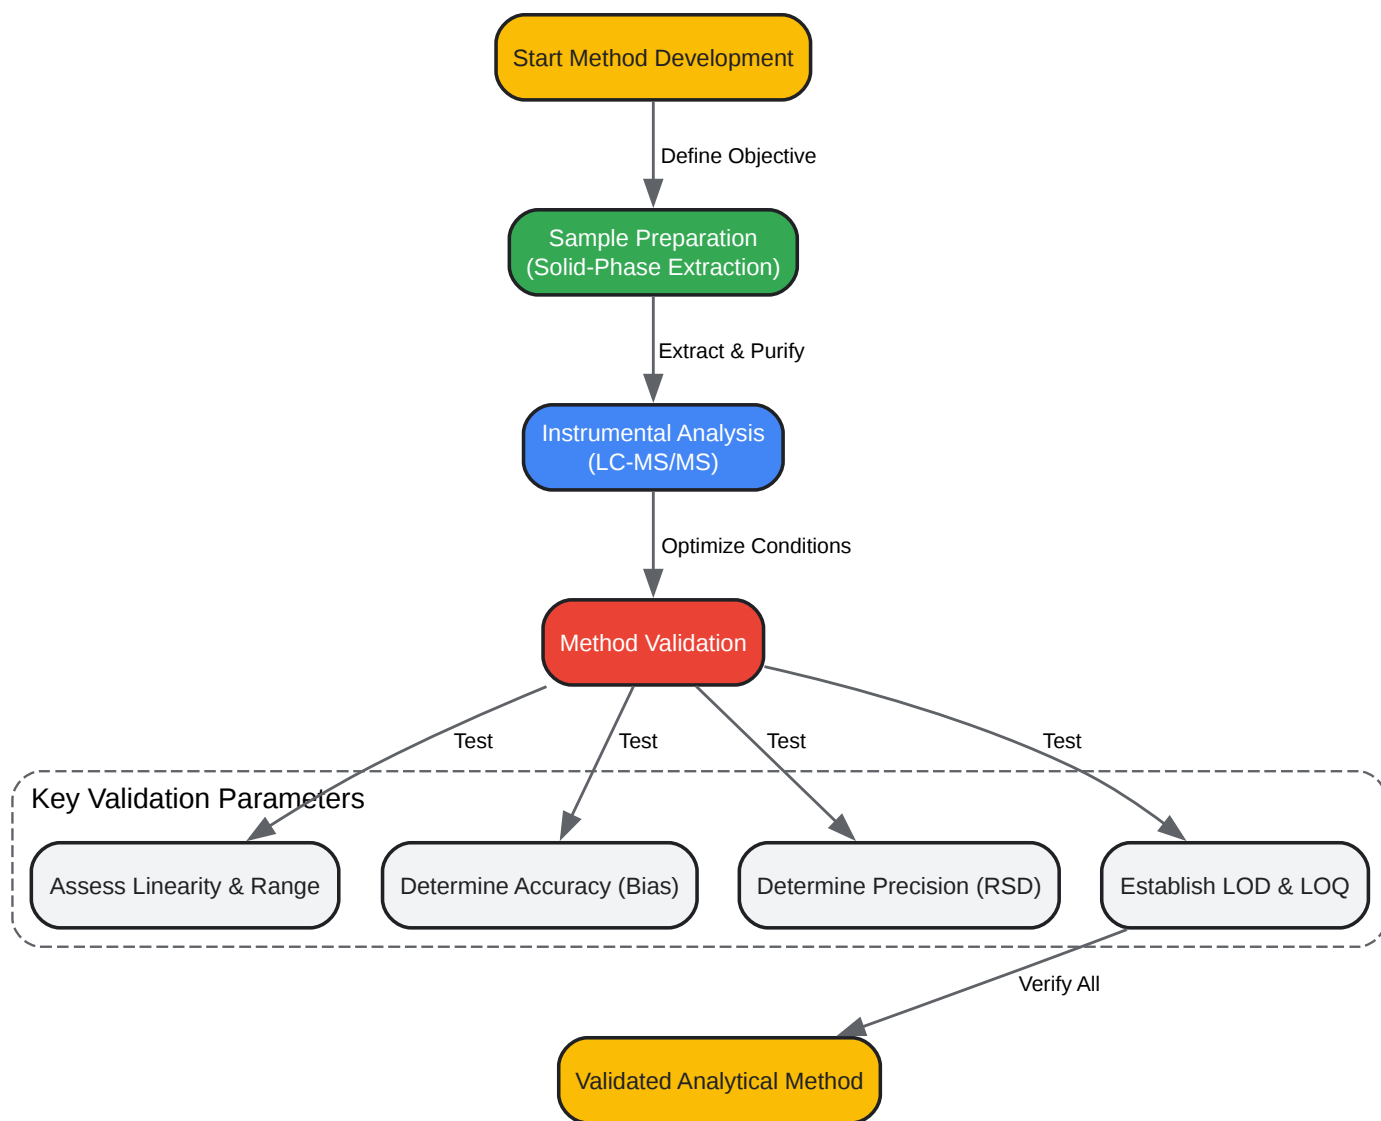 Start Method Development
Define Objective
Sample Preparation
(Solid-Phase Extraction)
Extract & Purify
Instrumental Analysis
(LC-MS/MS)
Optimize Conditions
Method Validation
Test
Test
Test
Test
Key Validation Parameters
Assess Linearity & Range
Determine Accuracy (Bias)
Determine Precision (RSD)
Establish LOD & LOQ
Verify All
Validated Analytical Method